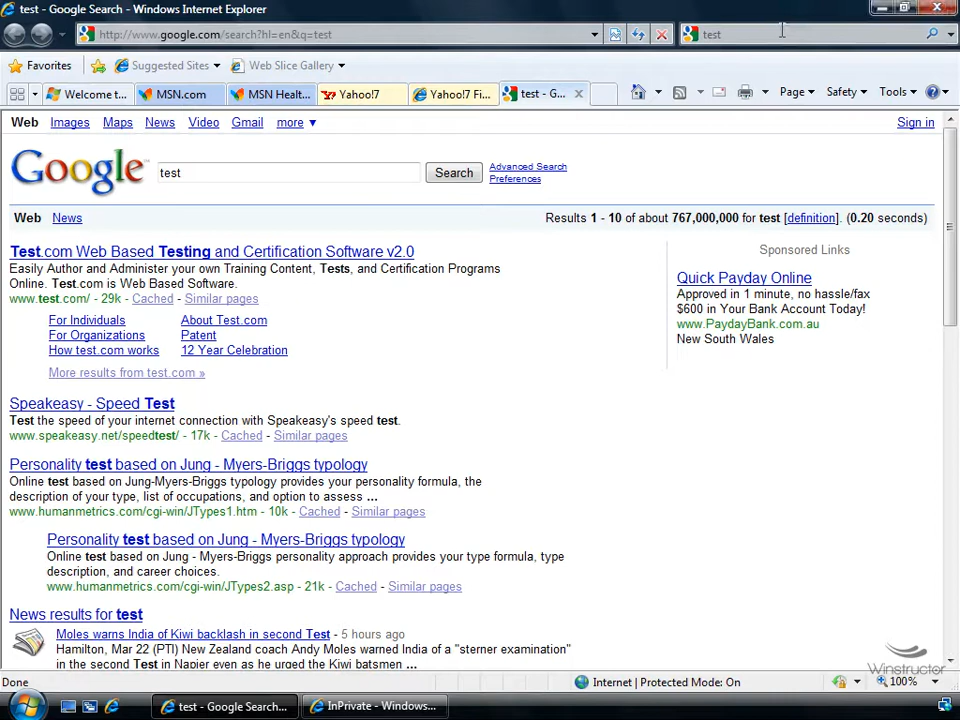 test - Google Search - Windows Internet Explorer
http://www.google.com/search?hl=en&q=test
test
Favorites Suggested Sites Web Slice Gallery
Welcome t... MSN.com MSN Healt... Yahoo!7 Yahoo!7 Fi... test - G... Page Safety Tools
Web Images Maps News Video Gmail more ▼ Sign in
Google test Search Advanced Search
Preferences
Web News Results 1 - 10 of about 767,000,000 for test [definition]. (0.20 seconds)
Test.com Web Based Testing and Certification Software v2.0
Easily Author and Administer your own Training Content, Tests, and Certification Programs
Online. Test.com is Web Based Software.
www.test.com/ - 29k - Cached - Similar pages
For Individuals About Test.com
For Organizations Patent
How test.com works 12 Year Celebration
More results from test.com »
Sponsored Links
Quick Payday Online
Approved in 1 minute, no hassle/fax
$600 in Your Bank Account Today!
www.PaydayBank.com.au
New South Wales
Speakeasy - Speed Test
Test the speed of your internet connection with Speakeasy's speed test.
www.speakeasy.net/speedtest/ - 17k - Cached - Similar pages
Personality test based on Jung - Myers-Briggs typology
Online test based on Jung-Myers-Briggs typology provides your personality formula, the
description of your type, list of occupations, and option to assess ...
www.humanmetrics.com/cgi-win/JTypes1.htm - 10k - Cached - Similar pages
Personality test based on Jung - Myers-Briggs typology
Online test based on Jung - Myers-Briggs personality approach provides your type formula, type
description, and career choices.
www.humanmetrics.com/cgi-win/JTypes2.asp - 21k - Cached - Similar pages
News results for test
Moles warns India of Kiwi backlash in second Test - 5 hours ago
Hamilton, Mar 22 (PTI) New Zealand coach Andy Moles warned India of a "sterner examination"
in the second Test in Napier even as he urged the Kiwi batsmen ...
Winstructor
Done Internet | Protected Mode: On 100%
test - Google Search... InPrivate - Windows...